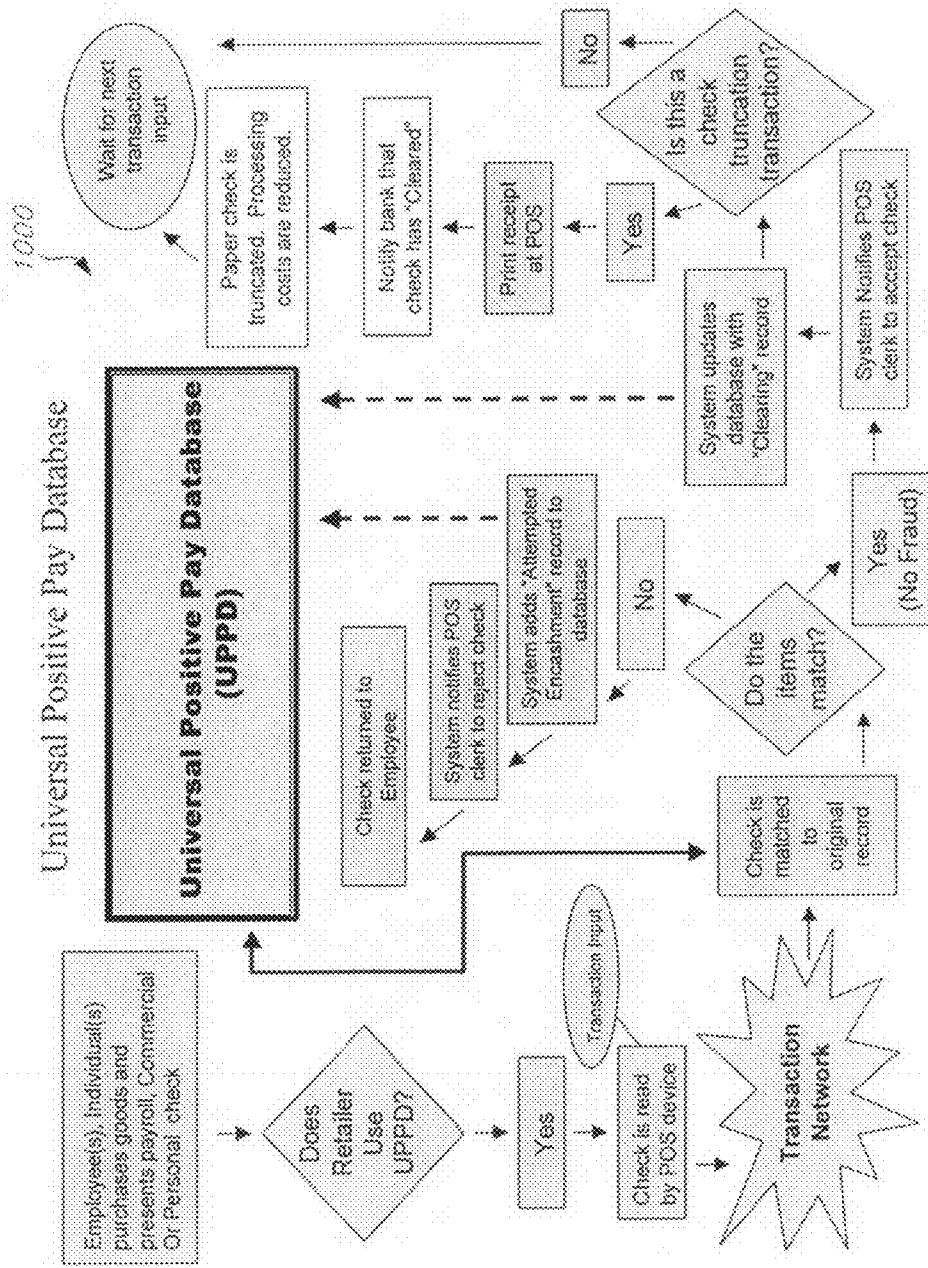 1000
Universal Positive Pay Database
Employee(s), Individual(s)
purchases goods and
presents payroll, Commercial
Or Personal check
Does
Retailer
Use
UPPD?
Yes
Transaction Input
Check is read
by POS device
Transaction
Network
Universal Positive Pay Database
(UPPD)
Check returned to
Employee
System notifies POS
clerk to reject check
System adds "Attempted
Encashment" record to
database
No
Check is
matched
to
original
record
Do the
items
match?
Yes
(No Fraud)
System Notifies POS
clerk to accept check
System updates
database with
"Clearing" record
Is this a
check
truncation
transaction?
Yes
Print receipt
at POS
Notify bank that
check has "Cleared"
Paper check is
truncated. Processing
costs are reduced.
No
Wait for next
transaction
input